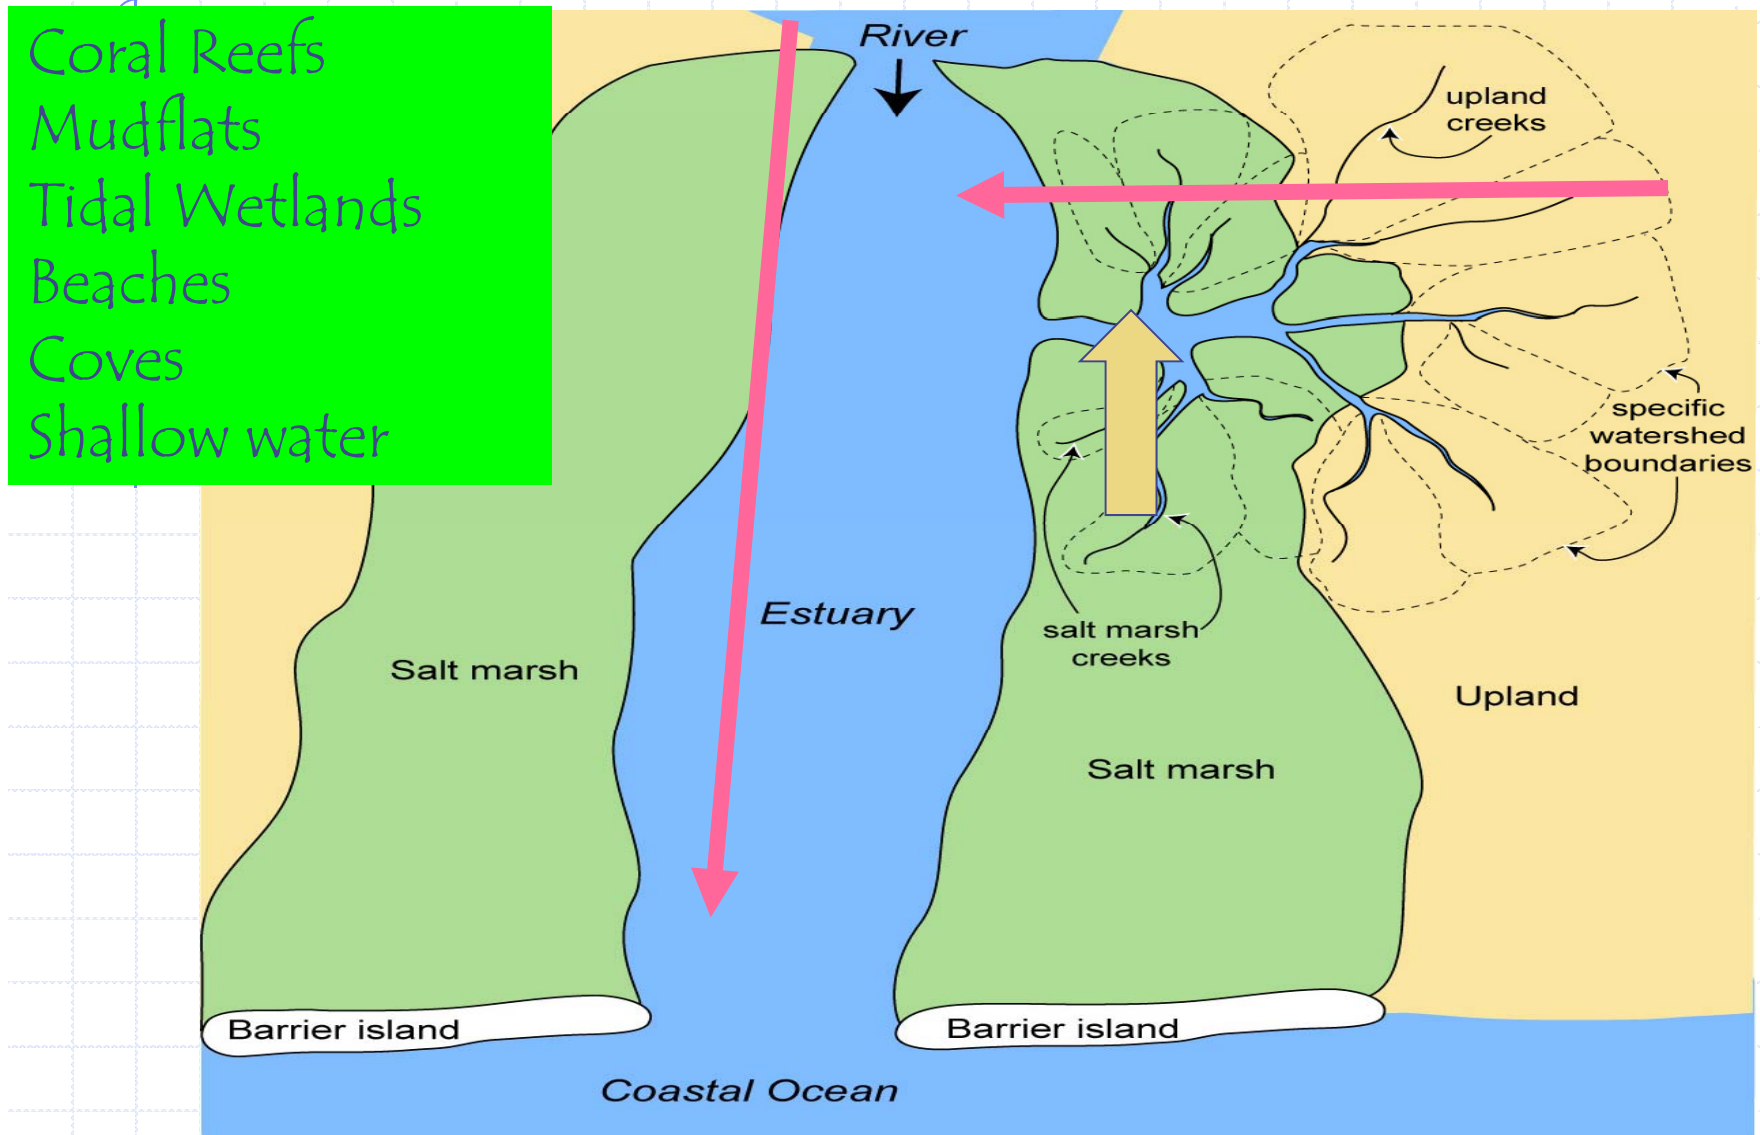 Coral Reefs
Mudflats
Tidal Wetlands
Beaches
Coves
Shallow water
River
upland
creeks
specific
watershed
boundaries
Estuary
salt marsh
creeks
Salt marsh
Upland
Salt marsh
Barrier island
Barrier island
Coastal Ocean